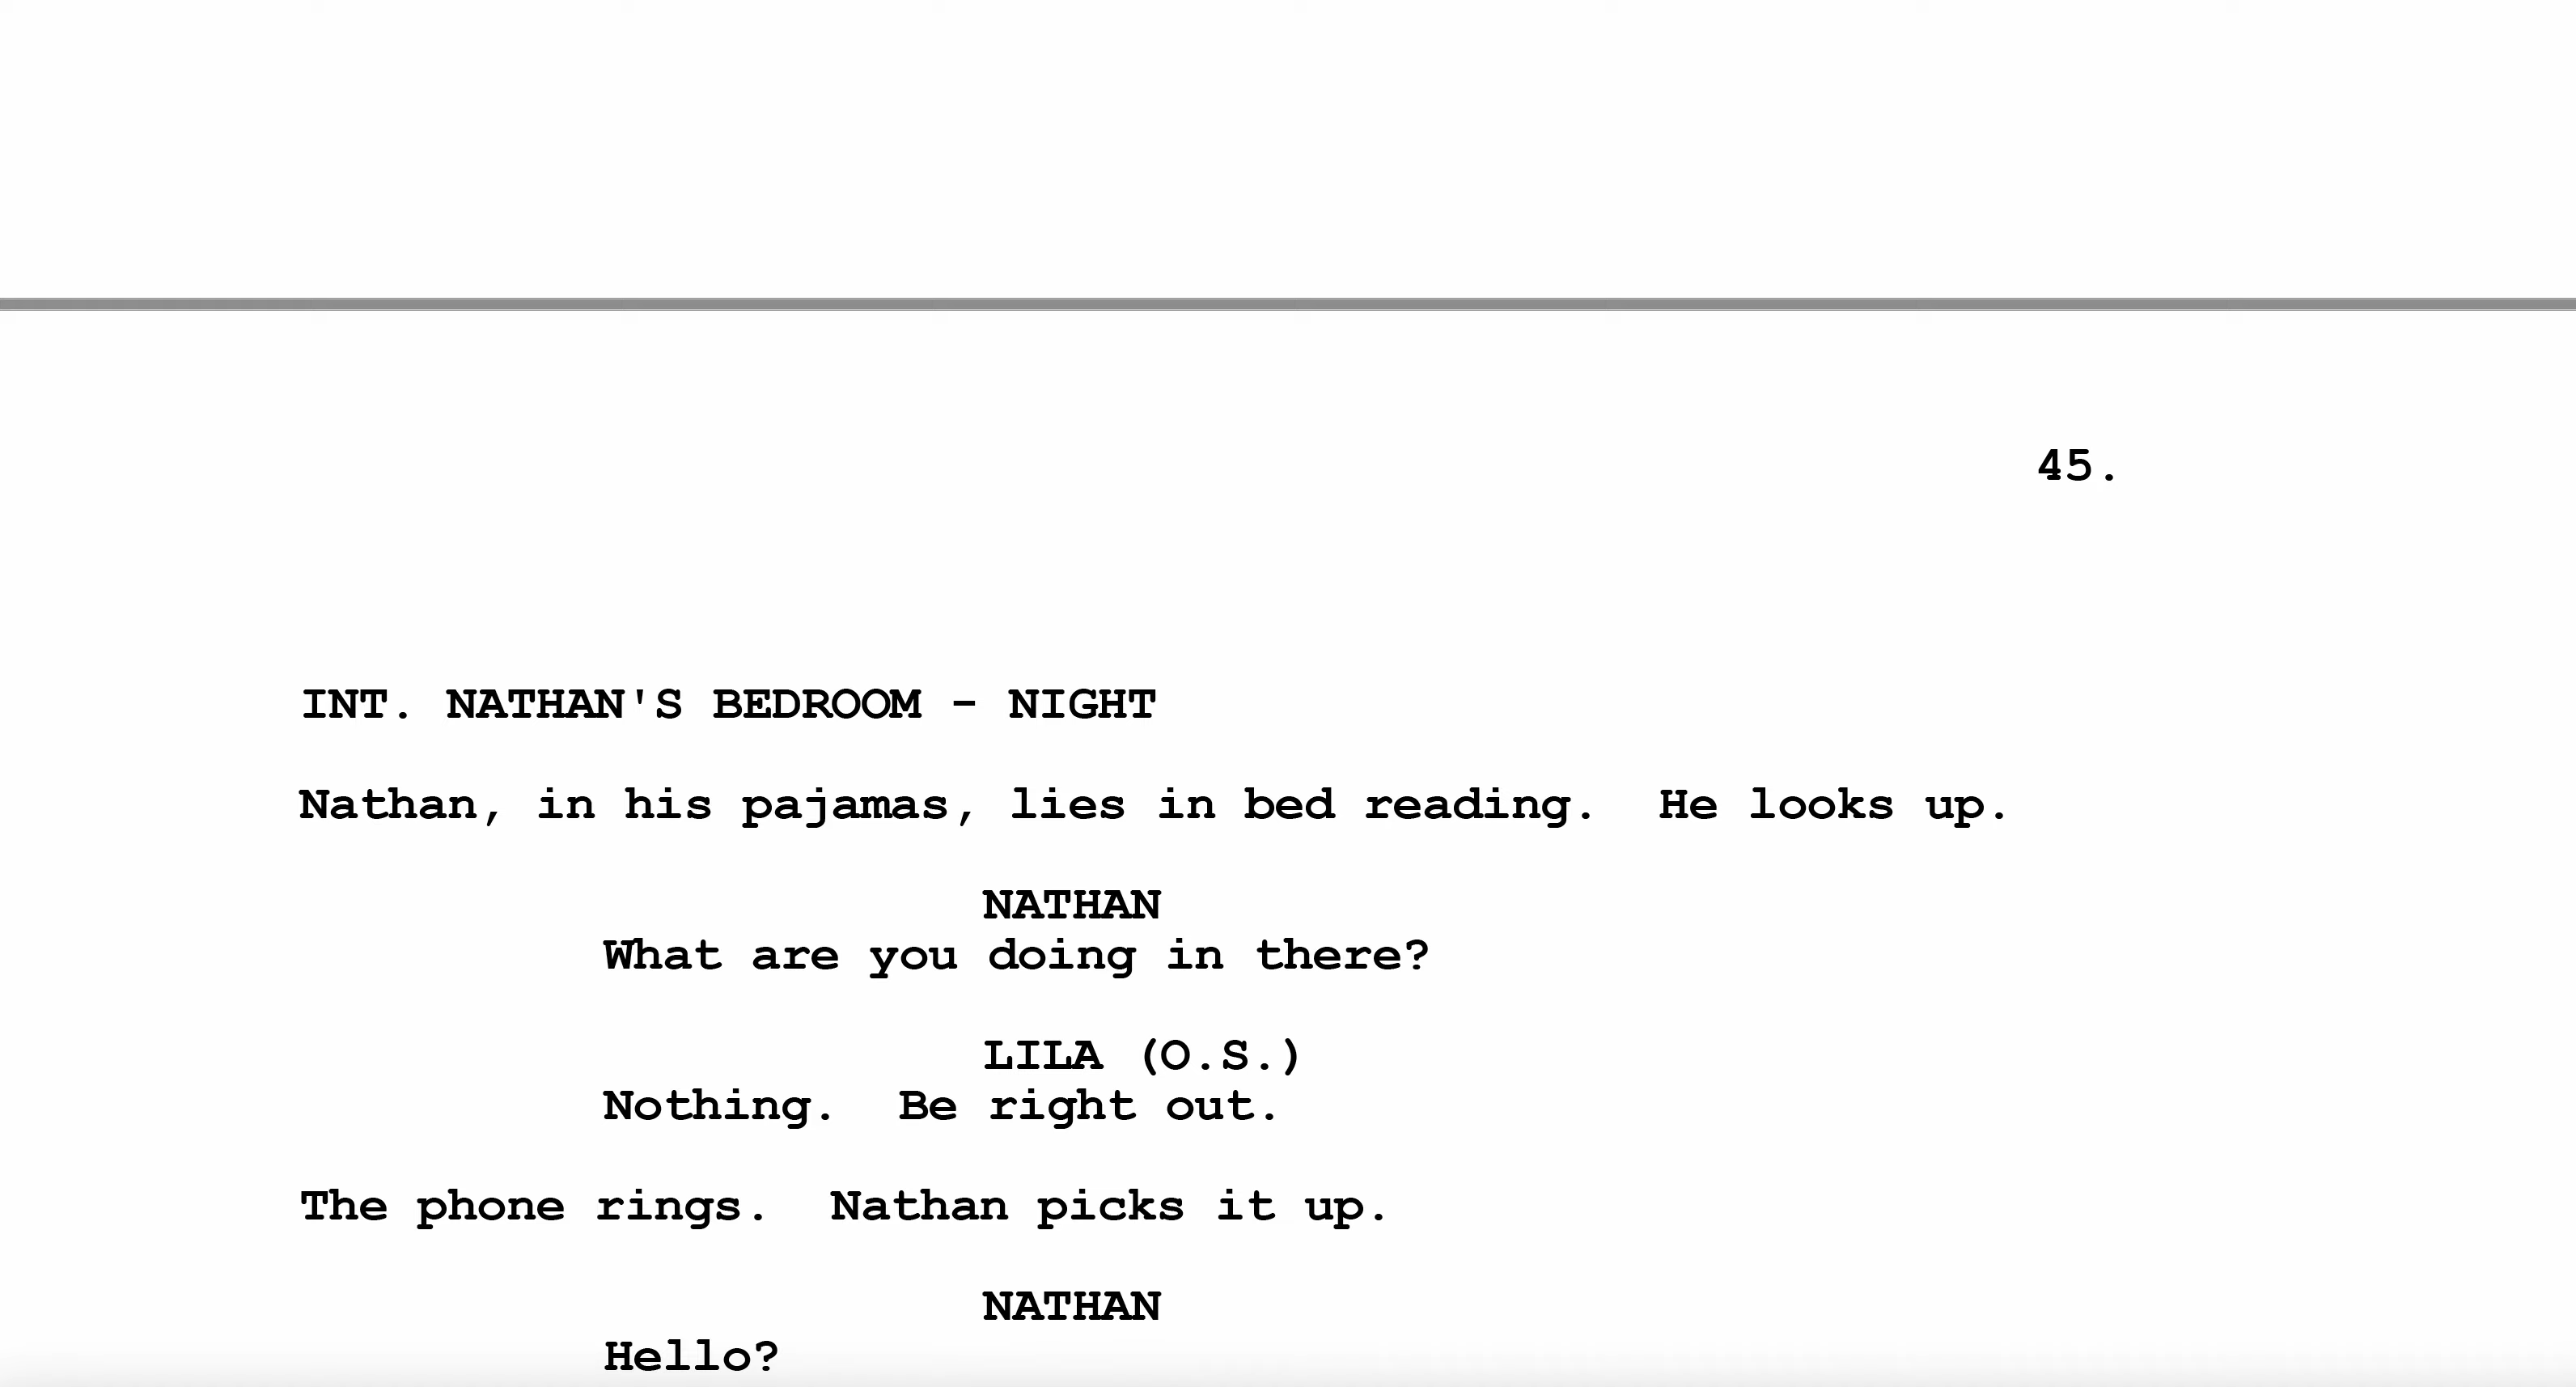 45.
INT. NATHAN'S BEDROOM - NIGHT
Nathan, in his pajamas, lies in bed reading.  He looks up.
NATHAN
What are you doing in there?
LILA (O.S.)
Nothing.  Be right out.
The phone rings.  Nathan picks it up.
NATHAN
Hello?